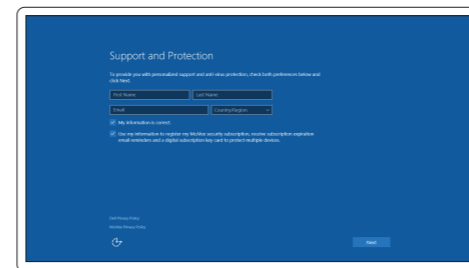 Support and Protection
To provide you with personalized support and anti-virus protection, check both preferences below and
click Next.
First Name
Last Name
Email
Country/Region
My information is correct.
Use my information to register my McAfee security subscription, receive subscription expiration
email reminders and a digital subscription key card to protect multiple devices.
Dell Privacy Policy
McAfee Privacy Policy
Next